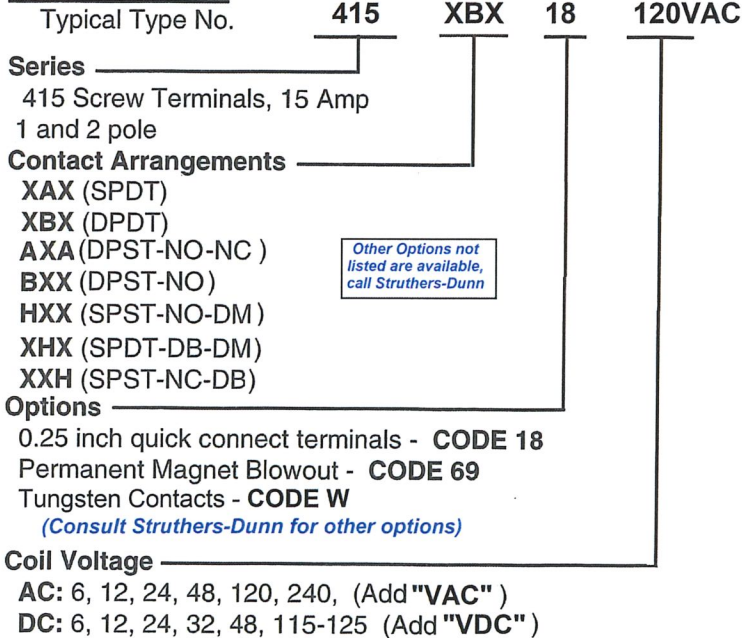 Typical Type No. 415 XBX 18 120VAC
Series
415 Screw Terminals, 15 Amp
1 and 2 pole
Contact Arrangements
XAX (SPDT)
XBX (DPDT)
AXA (DPST-NO-NC )
BXX (DPST-NO)
HXX (SPST-NO-DM)
XHX (SPDT-DB-DM)
XXH (SPST-NC-DB)
Other Options not
listed are available,
call Struthers-Dunn
Options
0.25 inch quick connect terminals - CODE 18
Permanent Magnet Blowout - CODE 69
Tungsten Contacts - CODE W
(Consult Struthers-Dunn for other options)
Coil Voltage
AC: 6, 12, 24, 48, 120, 240, (Add "VAC" )
DC: 6, 12, 24, 32, 48, 115-125 (Add "VDC" )